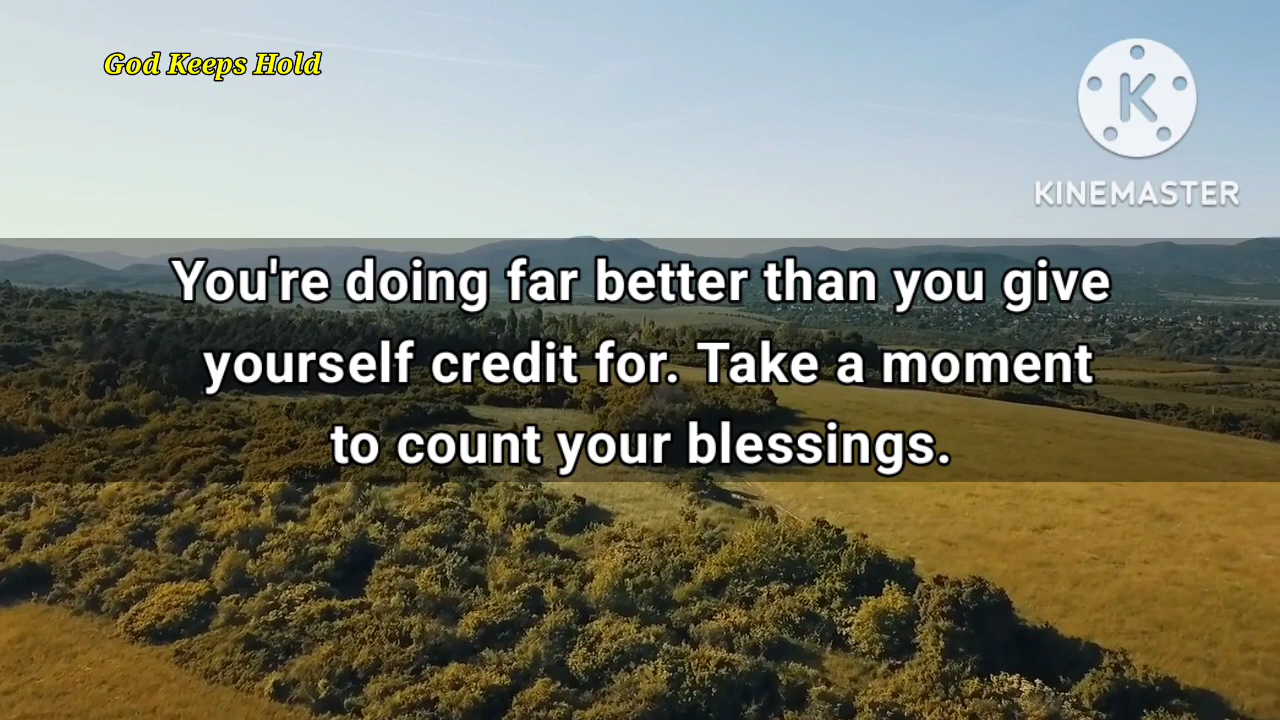 God Keeps Hold
K
KINEMASTER
You're doing far better than you give
yourself credit for. Take a moment
to count your blessings.